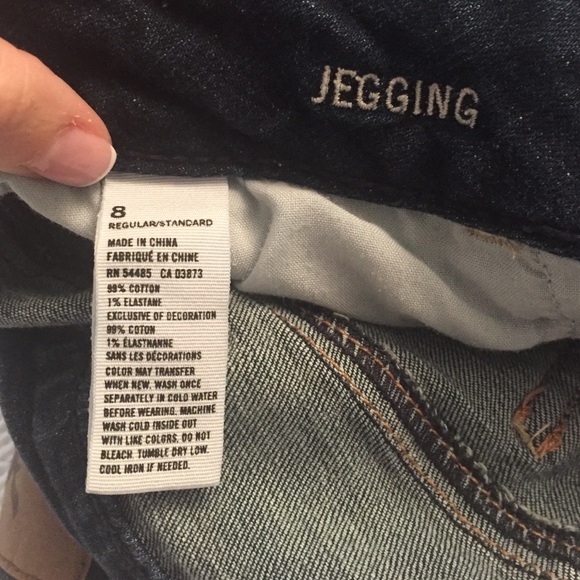 JEGGING
8
REGULAR/STANDARD
MADE IN CHINA
FABRIQUÉ EN CHINE
RN 54485 CA 03873
99% COTTON
1% ELASTANE
EXCLUSIVE OF DECORATION
99% COTON
1% ÉLASTHANNE
SANS LES DÉCORATIONS
COLOR MAY TRANSFER
WHEN NEW. WASH ONCE
SEPARATELY IN COLD WATER
BEFORE WEARING. MACHINE
WASH COLD INSIDE OUT
WITH LIKE COLORS. DO NOT
BLEACH. TUMBLE DRY LOW.
COOL IRON IF NEEDED.